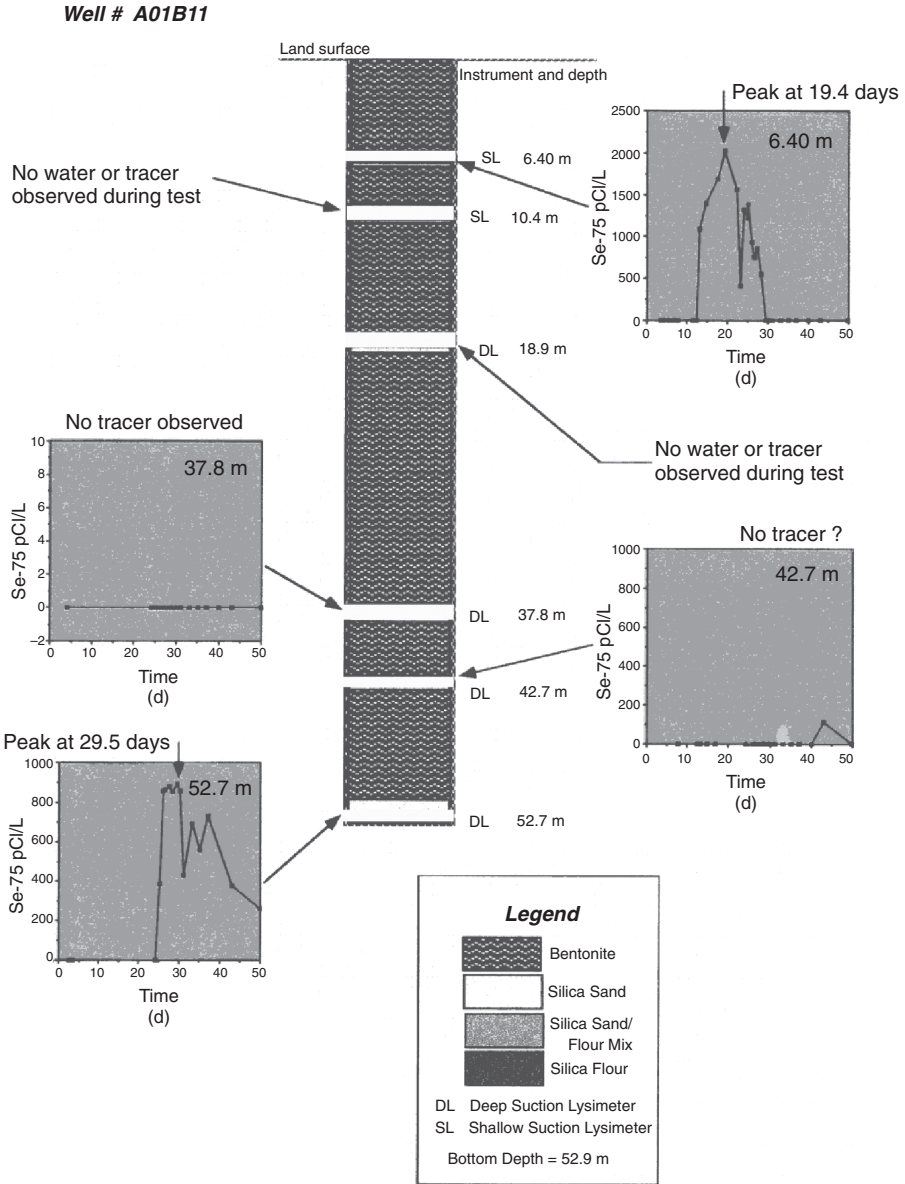 Well # A01B11
Land surface
Instrument and depth
SL 6.40 m
SL 10.4 m
DL 18.9 m
DL 37.8 m
DL 42.7 m
DL 52.7 m
No water or tracer
observed during test
Peak at 19.4 days
6.40 m
Se-75 pCI/L
2500
2000
1500
1000
500
0
0 10 20 30 40 50
Time
(d)
No water or tracer
observed during test
No tracer observed
37.8 m
Se-75 pCI/L
10
8
6
4
2
0
−2
0 10 20 30 40 50
Time
(d)
No tracer ?
42.7 m
Se-75 pCI/L
1000
800
600
400
200
0
0 10 20 30 40 50
Time
(d)
Peak at 29.5 days
52.7 m
Se-75 pCI/L
1000
800
600
400
200
0
0 10 20 30 40 50
Time
(d)
Legend
Bentonite
Silica Sand
Silica Sand/
Flour Mix
Silica Flour
DL Deep Suction Lysimeter
SL Shallow Suction Lysimeter
Bottom Depth = 52.9 m